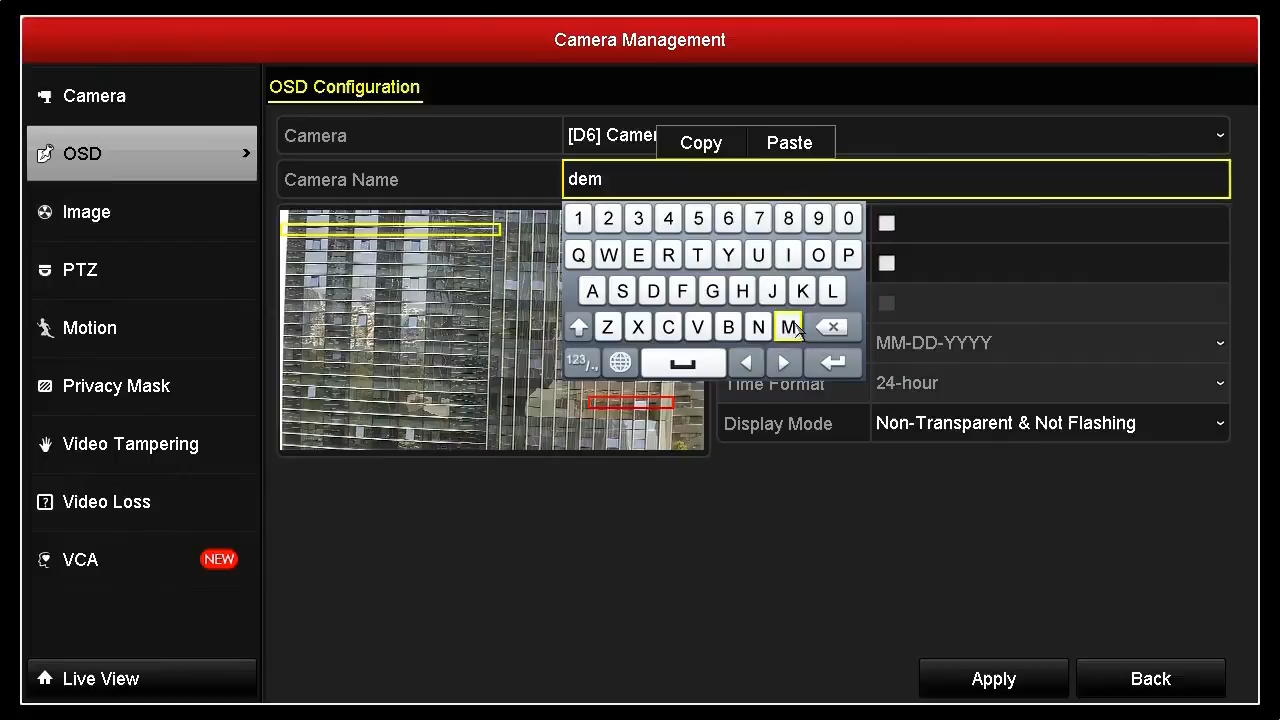 Camera Management
Camera
OSD
Image
PTZ
Motion
Privacy Mask
Video Tampering
Video Loss
VCA NEW
Live View
OSD Configuration
Camera [D6]
Copy Paste
Camera Name dem
1 2 3 4 5 6 7 8 9 0
Q W E R T Y U I O P
A S D F G H J K L
Z X C V B N M
123/.,
MM-DD-YYYY
Time Format 24-hour
Display Mode Non-Transparent & Not Flashing
Apply Back